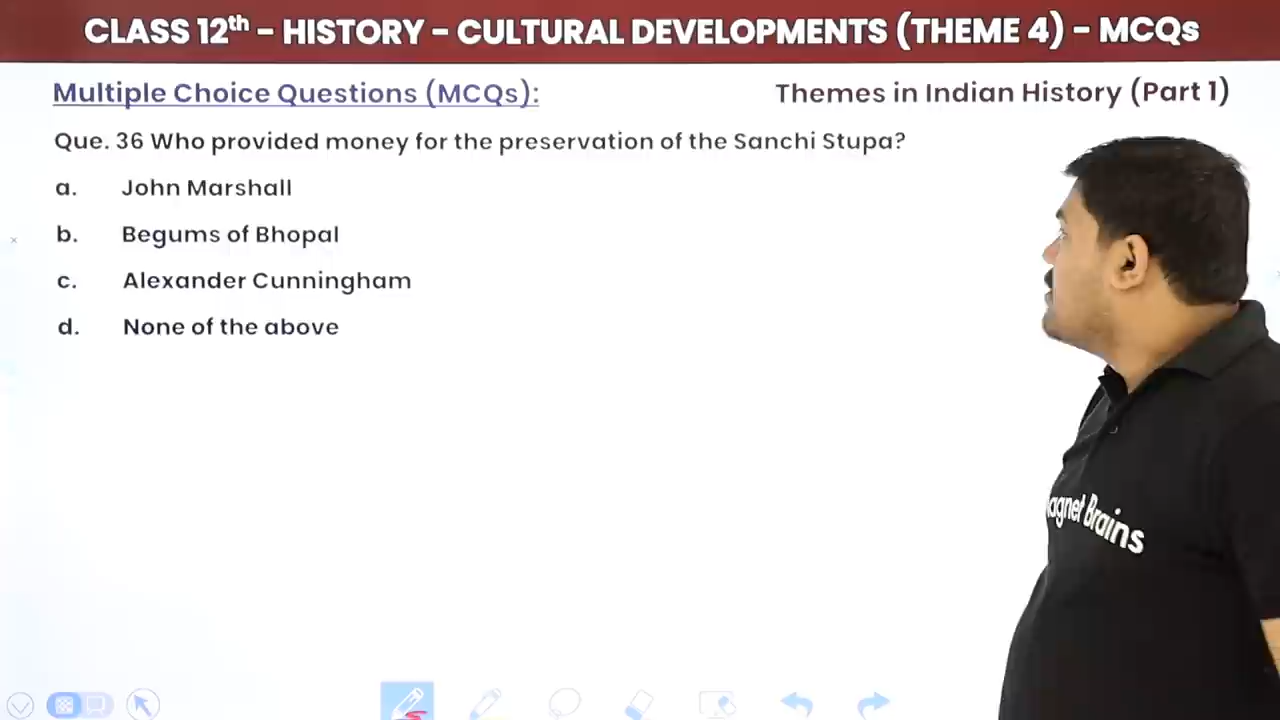 CLASS 12th – HISTORY – CULTURAL DEVELOPMENTS (THEME 4) – MCQs
Multiple Choice Questions (MCQs): Themes in Indian History (Part 1)
Que. 36 Who provided money for the preservation of the Sanchi Stupa?
a. John Marshall
b. Begums of Bhopal
c. Alexander Cunningham
d. None of the above
agnet Brains